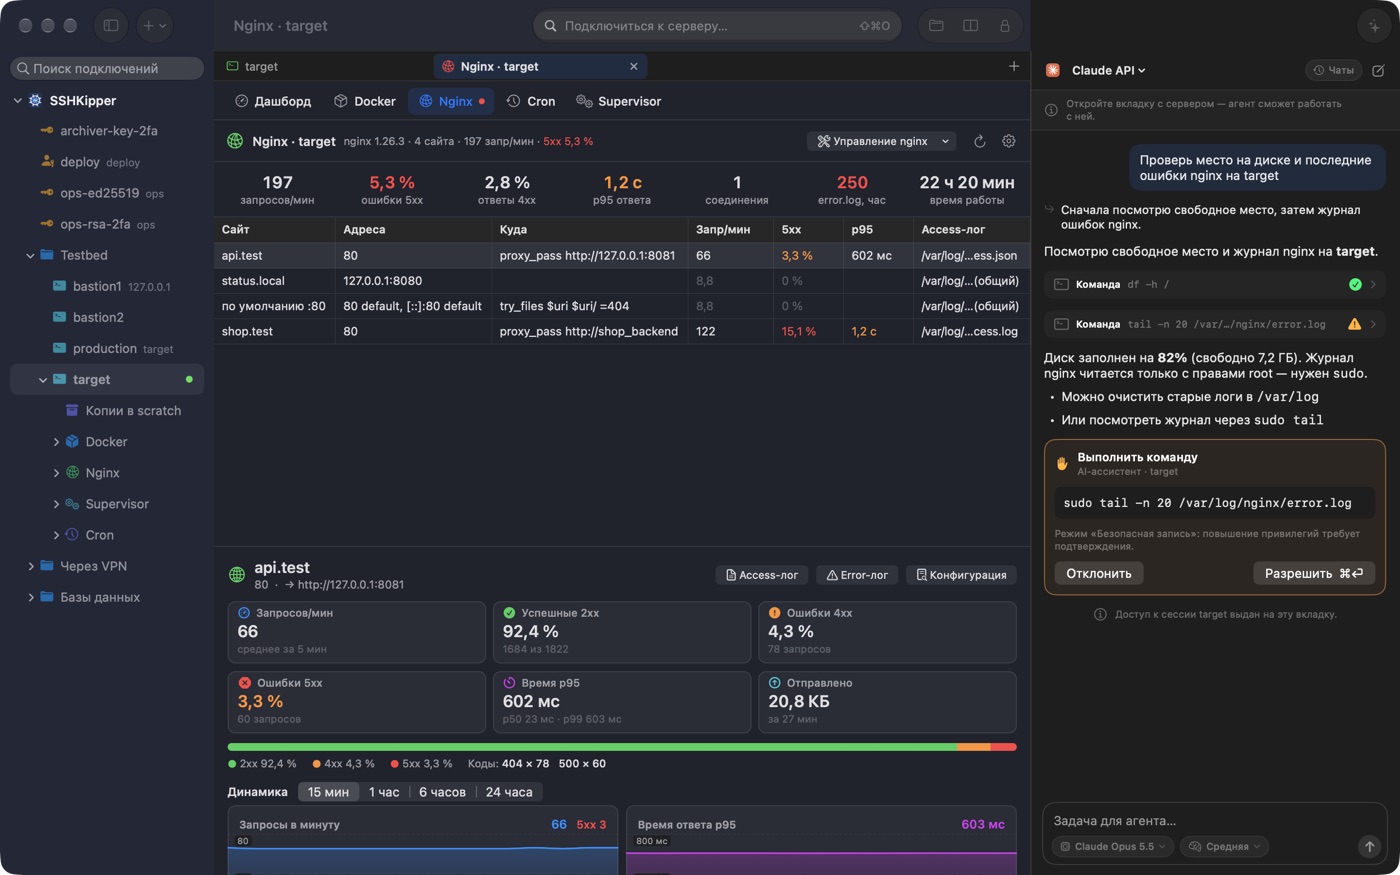 Nginx · target
Подключиться к серверу...
⇧⌘O
Поиск подключений
SSHKipper
archiver-key-2fa
deploy deploy
ops-ed25519 ops
ops-rsa-2fa ops
Testbed
bastion1 127.0.0.1
bastion2
production target
target
Копии в scratch
Docker
Nginx
Supervisor
Cron
Через VPN
Базы данных
target
Nginx · target
Дашборд
Docker
Nginx
Cron
Supervisor
Nginx · target nginx 1.26.3 · 4 сайта · 197 запр/мин · 5xx 5,3 %
Управление nginx
197 5,3 % 2,8 % 1,2 с 1 250 22 ч 20 мин
запросов/мин ошибки 5xx ответы 4xx p95 ответа соединения error.log, час время работы
Сайт Адреса Куда Запр/мин 5xx p95 Access-лог
api.test 80 proxy_pass http://127.0.0.1:8081 66 3,3 % 602 мс /var/log/...ess.json
status.local 127.0.0.1:8080 8,8 0 % /var/log/...(общий)
по умолчанию :80 80 default, [::]:80 default try_files $uri $uri/ =404 8,8 0 % /var/log/...(общий)
shop.test 80 proxy_pass http://shop_backend 122 15,1 % 1,2 с /var/log/...cess.log
api.test
80 · → http://127.0.0.1:8081
Access-лог
Error-лог
Конфигурация
Запросов/мин
66
среднее за 5 мин
Успешные 2xx
92,4 %
1684 из 1822
Ошибки 4xx
4,3 %
78 запросов
Ошибки 5xx
3,3 %
60 запросов
Время p95
602 мс
p50 23 мс · p99 603 мс
Отправлено
20,8 КБ
за 27 мин
2xx 92,4 % 4xx 4,3 % 5xx 3,3 % Коды: 404 × 78 500 × 60
Динамика 15 мин 1 час 6 часов 24 часа
Запросы в минуту 66 5xx 3
80
Время ответа p95 603 мс
800 мс
Claude API
Чаты
Откройте вкладку с сервером — агент сможет работать
с ней.
Проверь место на диске и последние
ошибки nginx на target
Сначала посмотрю свободное место, затем журнал
ошибок nginx.
Посмотрю свободное место и журнал nginx на target.
Команда df -h /
Команда tail -n 20 /var/…/nginx/error.log
Диск заполнен на 82% (свободно 7,2 ГБ). Журнал
nginx читается только с правами root — нужен sudo.
• Можно очистить старые логи в /var/log
• Или посмотреть журнал через sudo tail
Выполнить команду
AI-ассистент · target
sudo tail -n 20 /var/log/nginx/error.log
Режим «Безопасная запись»: повышение привилегий требует
подтверждения.
Отклонить
Разрешить ⌘↩
Доступ к сессии target выдан на эту вкладку.
Задача для агента...
Claude Opus 5.5
Средняя